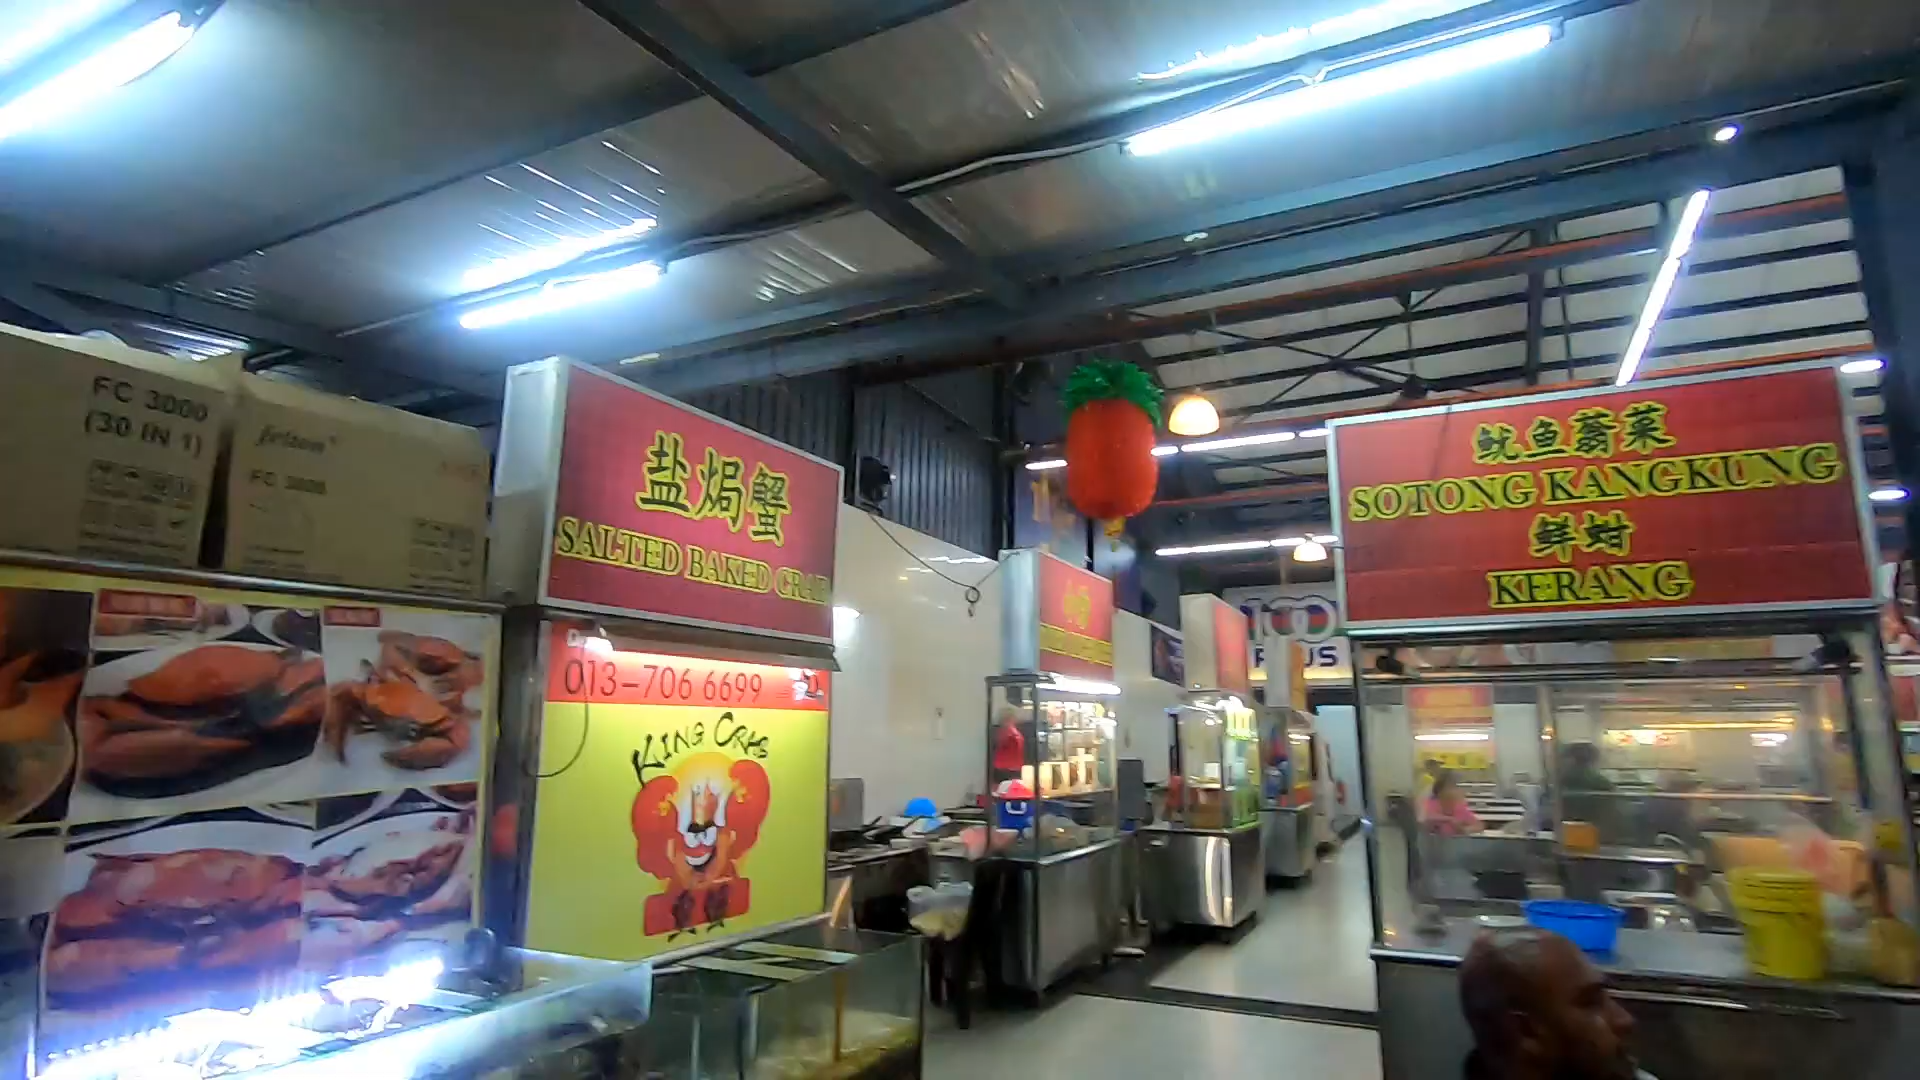 FC 3000
(30 IN 1)
FC 3000
盐焗蟹
SALTED BAKED CRAB
013-706 6699
KING CRAB
100
PLUS
鱿鱼蕹菜
SOTONG KANGKUNG
鲜蚶
KERANG